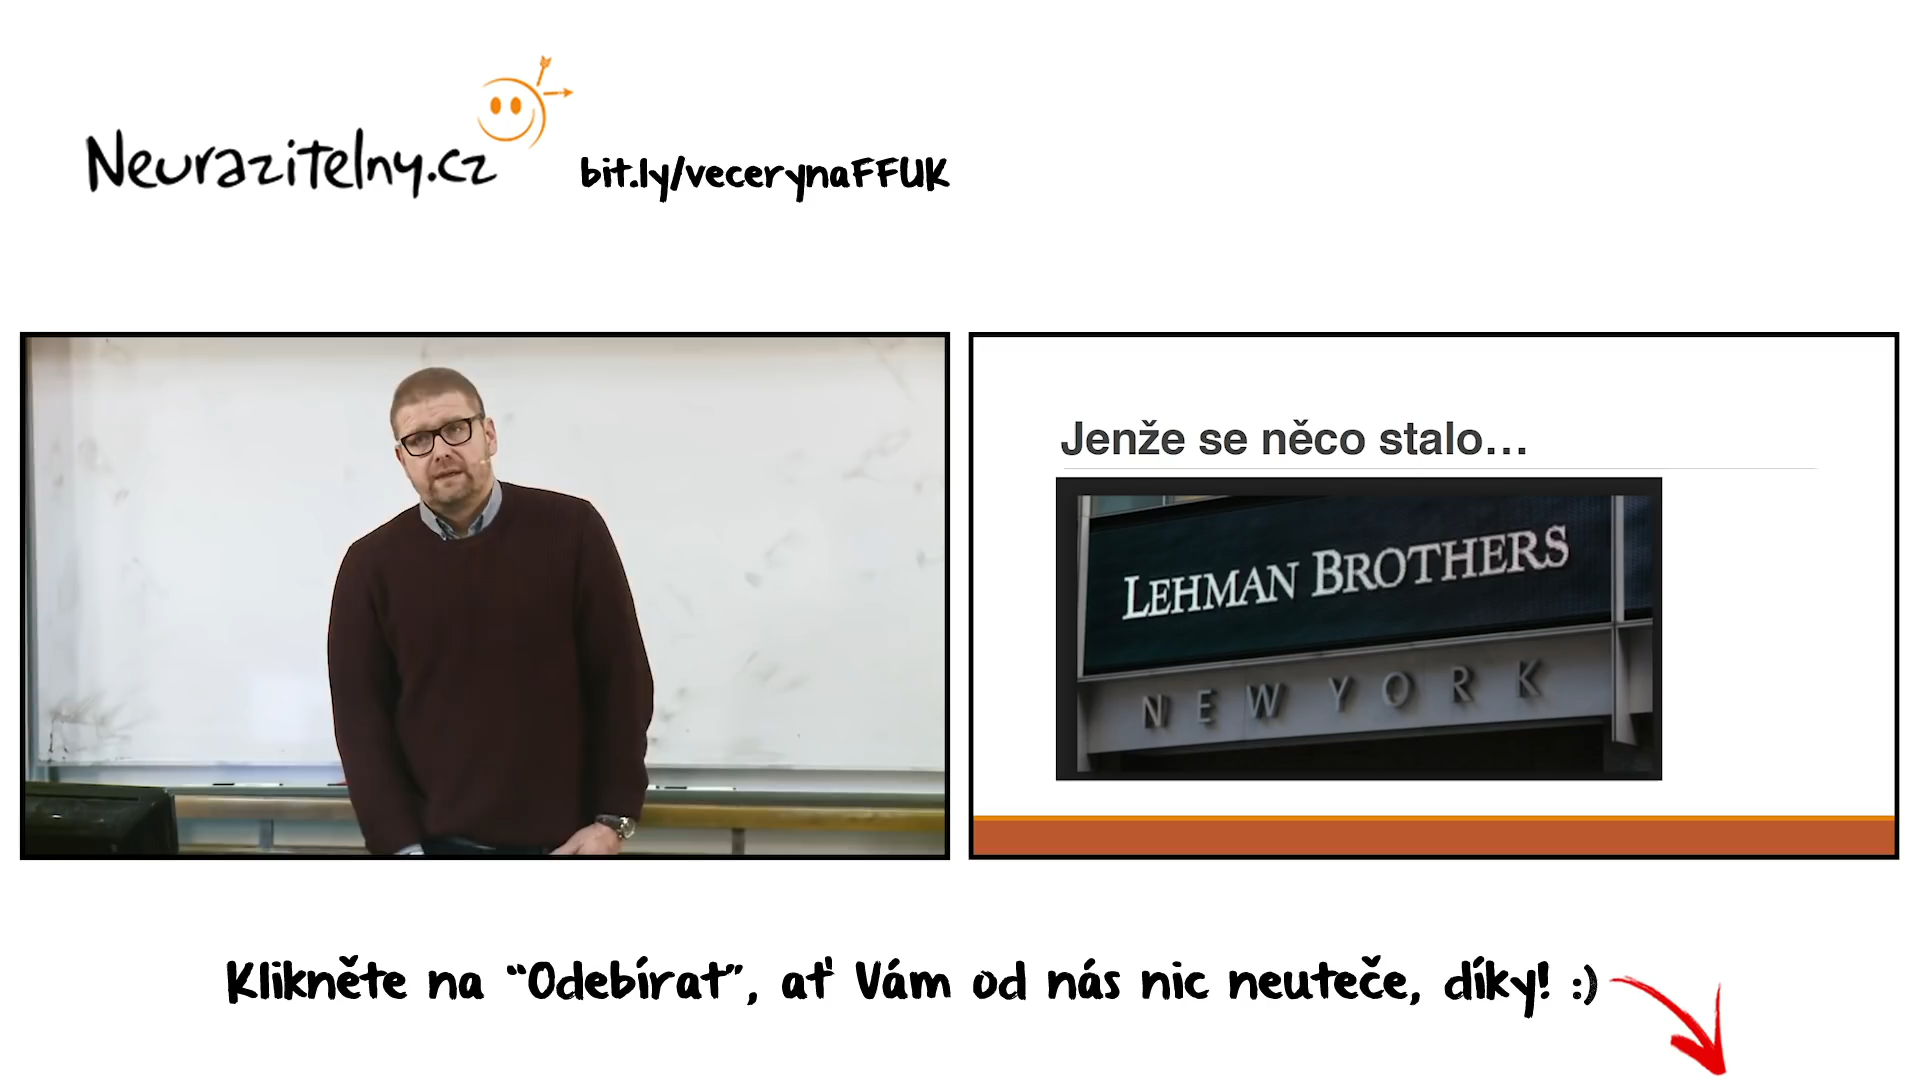 Neurazitelny.cz
bit.ly/vecerynaFFUK
Jenže se něco stalo...
LEHMAN BROTHERS
NEW YORK
Klikněte na “Odebírat”, ať Vám od nás nic neuteče, díky! :)